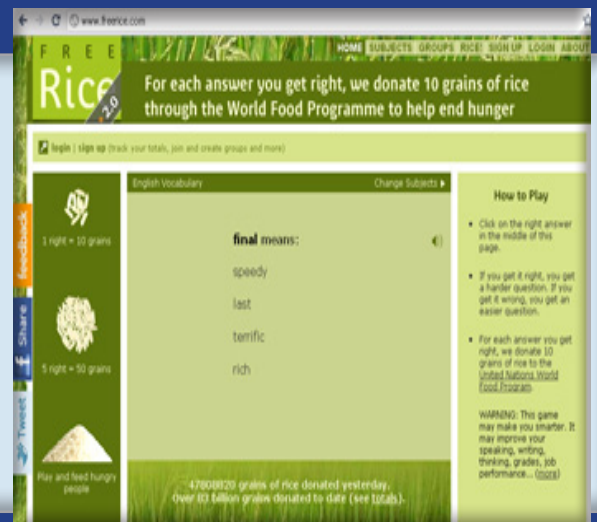 www.freerice.com
FREE
Rice 2.0
HOME SUBJECTS GROUPS RICE! SIGN UP LOGIN ABOUT
For each answer you get right, we donate 10 grains of rice
through the World Food Programme to help end hunger
login | sign up (track your totals, join and create groups and more)
feedback
Share
Tweet
1 right = 10 grains
5 right = 50 grains
Play and feed hungry
people
English Vocabulary
Change Subjects
final means:
speedy
last
terrific
rich
47808820 grains of rice donated yesterday.
Over 83 billion grains donated to date (see totals).
How to Play
• Click on the right answer
in the middle of this
page.
• If you get it right, you get
a harder question. If you
get it wrong, you get an
easier question.
• For each answer you get
right, we donate 10
grains of rice to the
United Nations World
Food Program.
WARNING: This game
may make you smarter. It
may improve your
speaking, writing,
thinking, grades, job
performance... (more)